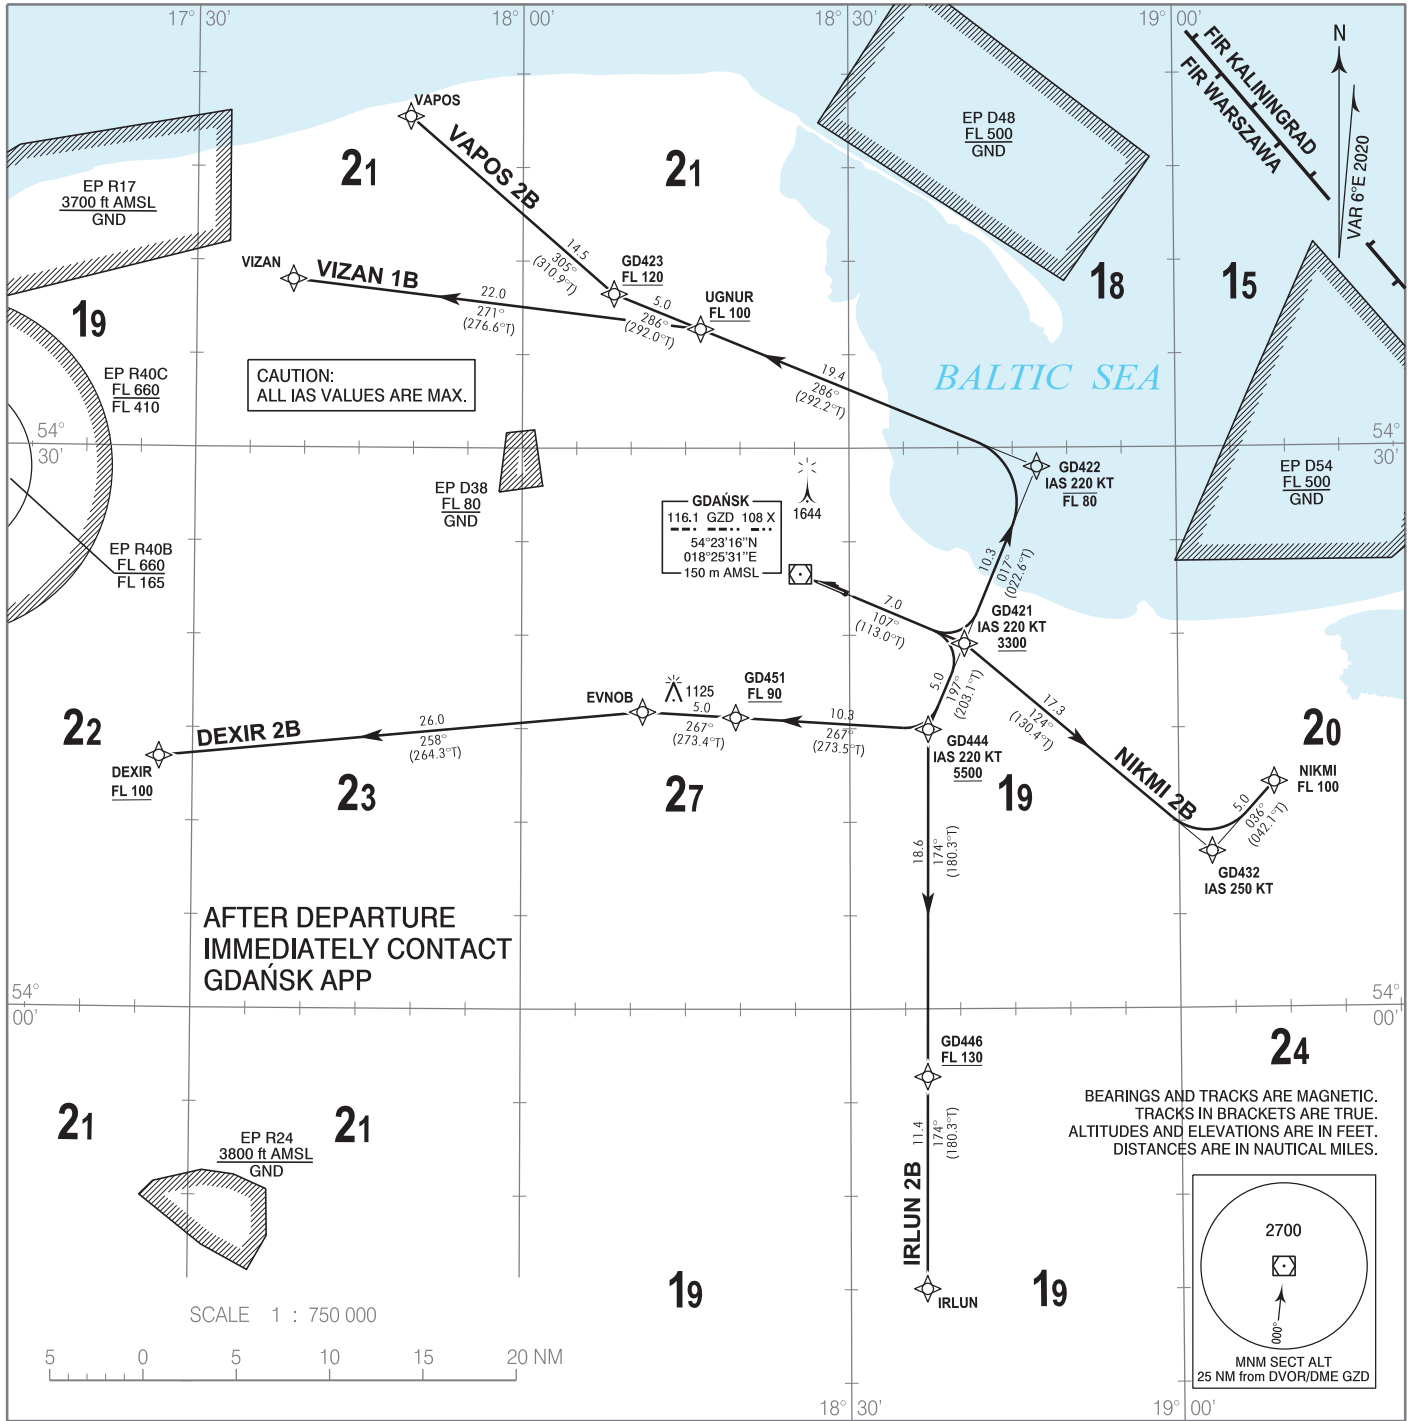 17° 30'
18° 00'
18° 30'
19° 00'
FIR KALININGRAD
FIR WARSZAWA
N
VAR 6°E 2020
VAPOS
VAPOS 2B
21
21
EP D48
FL 500
GND
EP R17
3700 ft AMSL
GND
14.5
305°
(310.9°T)
VIZAN
VIZAN 1B
GD423
FL 120
18
15
22.0
271°
(276.6°T)
5.0
286°
(292.0°T)
UGNUR
FL 100
19
EP R40C
FL 660
FL 410
CAUTION:
ALL IAS VALUES ARE MAX.
19.4
286°
(292.2°T)
BALTIC SEA
54°
30'
54°
30'
GD422
IAS 220 KT
FL 80
EP D54
FL 500
GND
EP D38
FL 80
GND
1644
GDAŃSK
116.1 GZD 108 X
54°23'16"N
018°25'31"E
150 m AMSL
EP R40B
FL 660
FL 165
10.3
017°
(022.6°T)
7.0
107°
(113.0°T)
GD421
IAS 220 KT
3300
5.0
197°
(203.1°T)
EVNOB
1125
GD451
FL 90
5.0
267°
(273.4°T)
10.3
267°
(273.5°T)
17.3
124°
(130.4°T)
22
DEXIR 2B
26.0
258°
(264.3°T)
DEXIR
FL 100
GD444
IAS 220 KT
5500
NIKMI 2B
20
NIKMI
FL 100
5.0
036°
(042.1°T)
23
27
19
18.6
174°
(180.3°T)
GD432
IAS 250 KT
AFTER DEPARTURE
IMMEDIATELY CONTACT
GDAŃSK APP
54°
00'
54°
00'
GD446
FL 130
24
BEARINGS AND TRACKS ARE MAGNETIC.
TRACKS IN BRACKETS ARE TRUE.
ALTITUDES AND ELEVATIONS ARE IN FEET.
DISTANCES ARE IN NAUTICAL MILES.
21
21
EP R24
3800 ft AMSL
GND
11.4
174°
(180.3°T)
IRLUN 2B
IRLUN
19
19
2700
000°
MNM SECT ALT
25 NM from DVOR/DME GZD
SCALE 1 : 750 000
5 0 5 10 15 20 NM
18° 30'
19° 00'